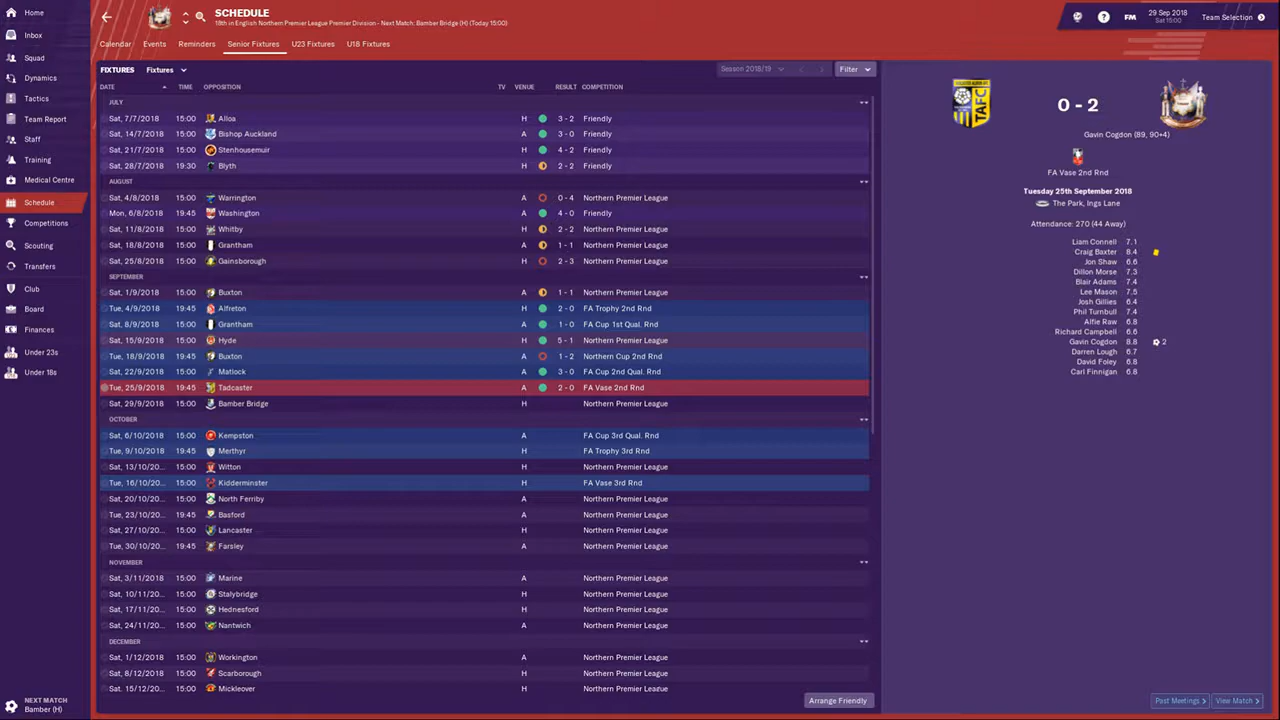 Home
Inbox
Squad
Dynamics
Tactics
Team Report
Staff
Training
Medical Centre
Schedule
Competitions
Scouting
Transfers
Club
Board
Finances
Under 23s
Under 18s
NEXT MATCH
Bamber (H)
SCHEDULE
18th in English Northern Premier League Premier Division - Next Match: Bamber Bridge (H) (Today 15:00)
29 Sep 2018
Sat 15:00
FM
Team Selection
Calendar Events Reminders Senior Fixtures U23 Fixtures U18 Fixtures
FIXTURES Fixtures Season 2018/19 Filter
DATE TIME OPPOSITION TV VENUE RESULT COMPETITION
JULY
Sat, 7/7/2018 15:00 Alloa H 3 - 2 Friendly
Sat, 14/7/2018 15:00 Bishop Auckland A 3 - 0 Friendly
Sat, 21/7/2018 15:00 Stenhousemuir H 4 - 2 Friendly
Sat, 28/7/2018 19:30 Blyth H 2 - 2 Friendly
AUGUST
Sat, 4/8/2018 15:00 Warrington A 0 - 4 Northern Premier League
Mon, 6/8/2018 19:45 Washington A 4 - 0 Friendly
Sat, 11/8/2018 15:00 Whitby H 2 - 2 Northern Premier League
Sat, 18/8/2018 15:00 Grantham A 1 - 1 Northern Premier League
Sat, 25/8/2018 15:00 Gainsborough H 2 - 3 Northern Premier League
SEPTEMBER
Sat, 1/9/2018 15:00 Buxton A 1 - 1 Northern Premier League
Tue, 4/9/2018 19:45 Alfreton H 2 - 0 FA Trophy 2nd Rnd
Sat, 8/9/2018 15:00 Grantham A 1 - 0 FA Cup 1st Qual. Rnd
Sat, 15/9/2018 15:00 Hyde H 5 - 1 Northern Premier League
Tue, 18/9/2018 19:45 Buxton A 1 - 2 Northern Cup 2nd Rnd
Sat, 22/9/2018 15:00 Matlock A 3 - 0 FA Cup 2nd Qual. Rnd
Tue, 25/9/2018 19:45 Tadcaster A 2 - 0 FA Vase 2nd Rnd
Sat, 29/9/2018 15:00 Bamber Bridge H Northern Premier League
OCTOBER
Sat, 6/10/2018 15:00 Kempston A FA Cup 3rd Qual. Rnd
Tue, 9/10/2018 19:45 Merthyr H FA Trophy 3rd Rnd
Sat, 13/10/20... 15:00 Witton H Northern Premier League
Tue, 16/10/20... 15:00 Kidderminster H FA Vase 3rd Rnd
Sat, 20/10/20... 15:00 North Ferriby A Northern Premier League
Tue, 23/10/20... 19:45 Basford A Northern Premier League
Sat, 27/10/20... 15:00 Lancaster H Northern Premier League
Tue, 30/10/20... 19:45 Farsley A Northern Premier League
NOVEMBER
Sat, 3/11/2018 15:00 Marine A Northern Premier League
Sat, 10/11/20... 15:00 Stalybridge H Northern Premier League
Sat, 17/11/20... 15:00 Hednesford H Northern Premier League
Sat, 24/11/20... 15:00 Nantwich A Northern Premier League
DECEMBER
Sat, 1/12/2018 15:00 Workington A Northern Premier League
Sat, 8/12/2018 15:00 Scarborough H Northern Premier League
Sat, 15/12/20... 15:00 Mickleover H Northern Premier League
Arrange Friendly
TAFC
0 - 2
Gavin Cogdon (89, 90+4)
FA Vase 2nd Rnd
Tuesday 25th September 2018
The Park, Ings Lane
Attendance: 270 (44 Away)
Liam Connell 7.1
Craig Baxter 8.4
Jon Shaw 6.6
Dillon Morse 7.3
Blair Adams 7.4
Lee Mason 7.5
Josh Gillies 6.4
Phil Turnbull 7.4
Alfie Raw 6.8
Richard Campbell 6.6
Gavin Cogdon 8.8 2
Darren Lough 6.7
David Foley 6.8
Carl Finnigan 6.8
Past Meetings > View Match >